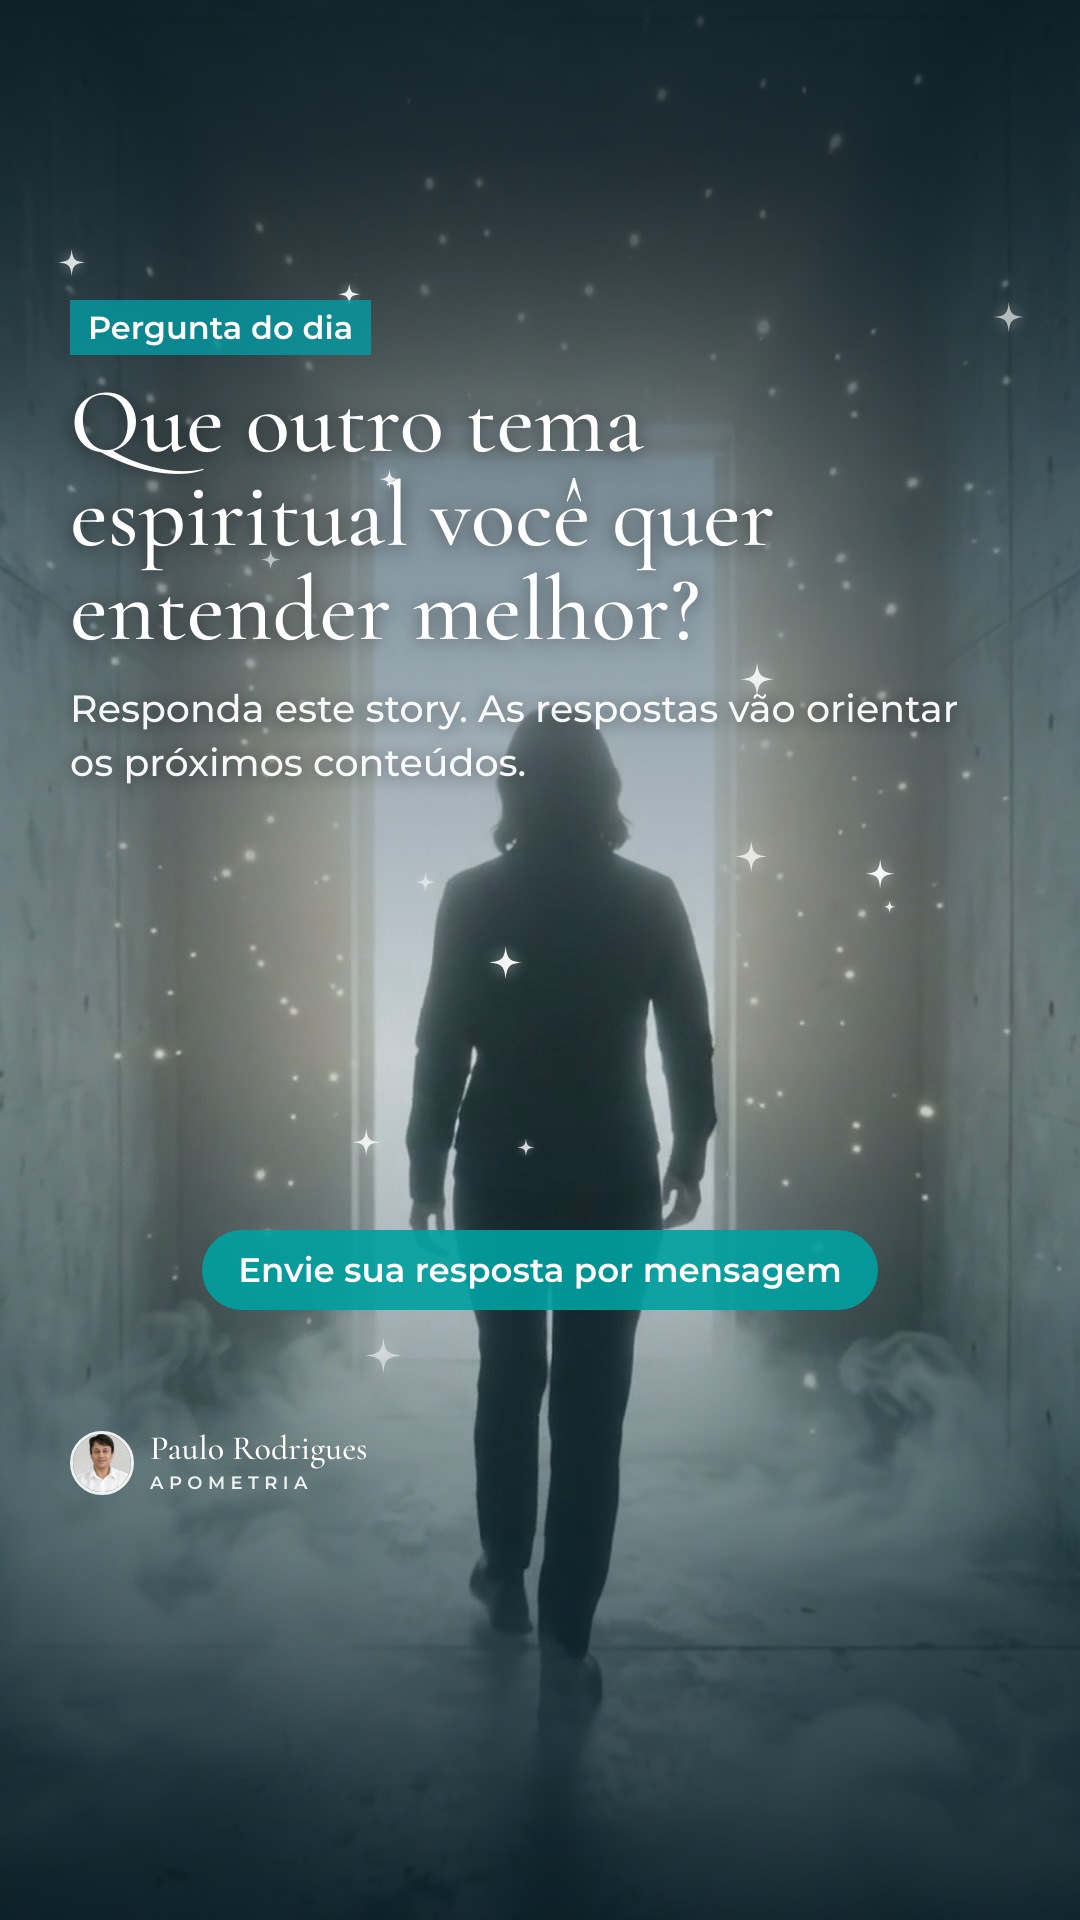 Pergunta do dia
Que outro tema
espiritual você quer
entender melhor?
Responda este story. As respostas vão orientar
os próximos conteúdos.
Envie sua resposta por mensagem
Paulo Rodrigues
APOMETRIA